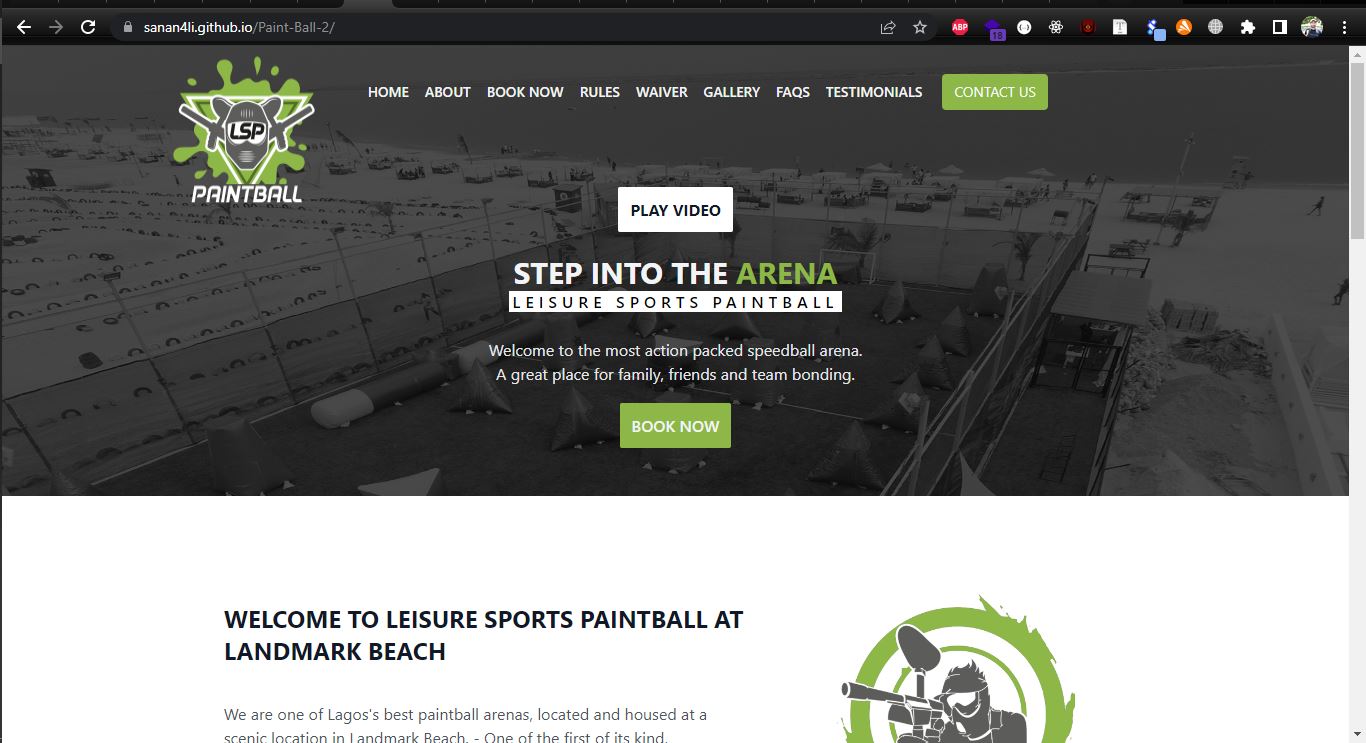 sanan4li.github.io/Paint-Ball-2/
ABP
18
LSP
PAINTBALL
HOME ABOUT BOOK NOW RULES WAIVER GALLERY FAQS TESTIMONIALS CONTACT US
PLAY VIDEO
STEP INTO THE ARENA
LEISURE SPORTS PAINTBALL
Welcome to the most action packed speedball arena.
A great place for family, friends and team bonding.
BOOK NOW
WELCOME TO LEISURE SPORTS PAINTBALL AT
LANDMARK BEACH
We are one of Lagos's best paintball arenas, located and housed at a
scenic location in Landmark Beach. - One of the first of its kind.